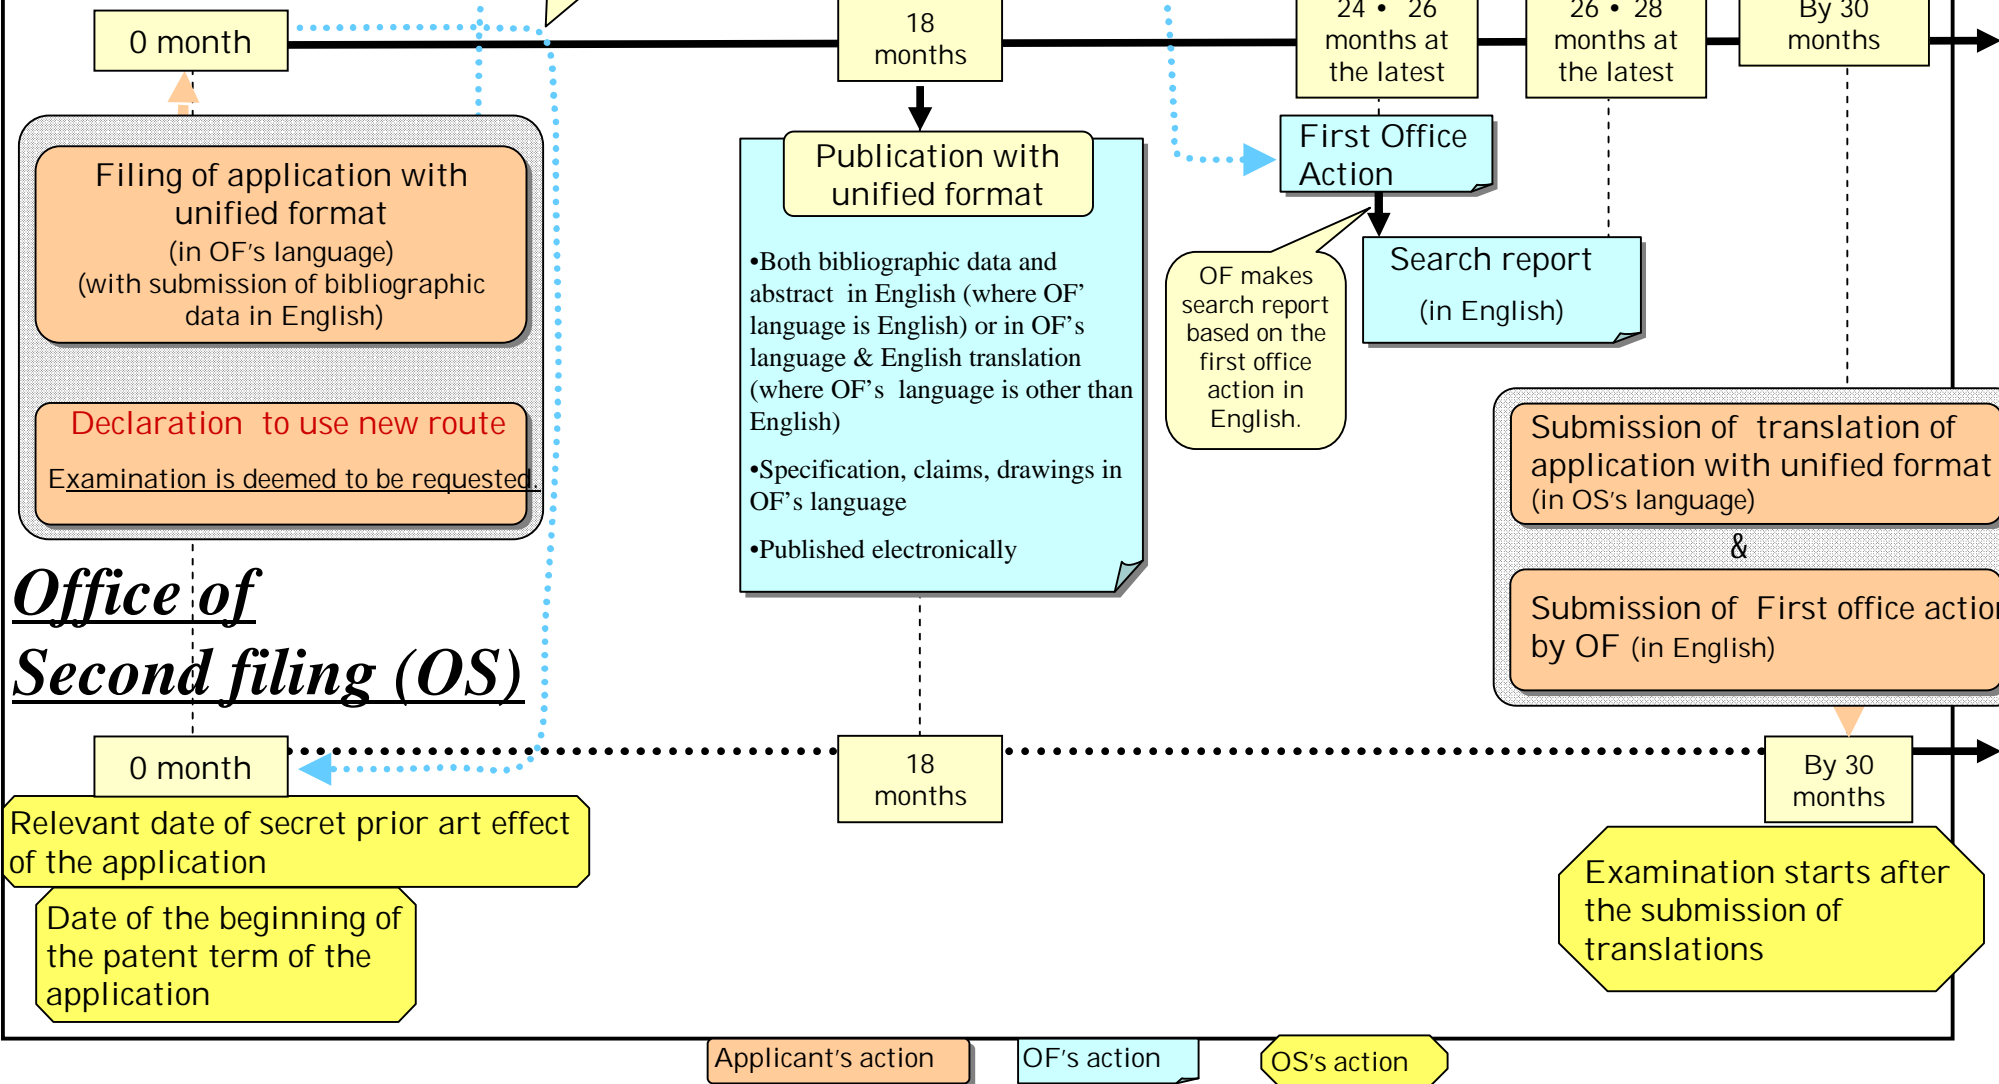 0 month
18
months
24 • 26
months at
the latest
26 • 28
months at
the latest
By 30
months
Filing of application with
unified format
(in OF's language)
(with submission of bibliographic
data in English)
Declaration to use new route
Examination is deemed to be requested.
Publication with
unified format
•Both bibliographic data and
abstract in English (where OF'
language is English) or in OF's
language & English translation
(where OF's language is other than
English)
•Specification, claims, drawings in
OF's language
•Published electronically
First Office
Action
OF makes
search report
based on the
first office
action in
English.
Search report
(in English)
Submission of translation of
application with unified format
(in OS's language)
&
Submission of First office action
by OF (in English)
Office of
Second filing (OS)
0 month
18
months
By 30
months
Relevant date of secret prior art effect
of the application
Date of the beginning of
the patent term of the
application
Examination starts after
the submission of
translations
Applicant's action
OF's action
OS's action